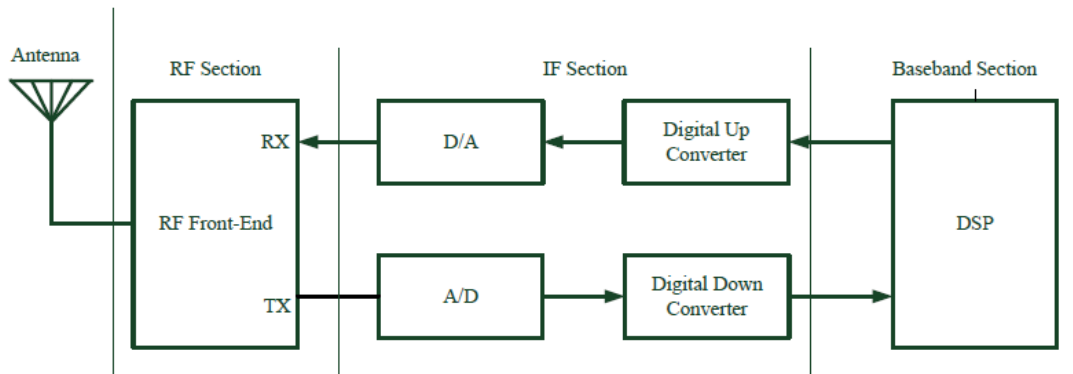 Antenna
RF Section
IF Section
Baseband Section
RX
D/A
Digital Up
Converter
RF Front-End
DSP
TX
A/D
Digital Down
Converter